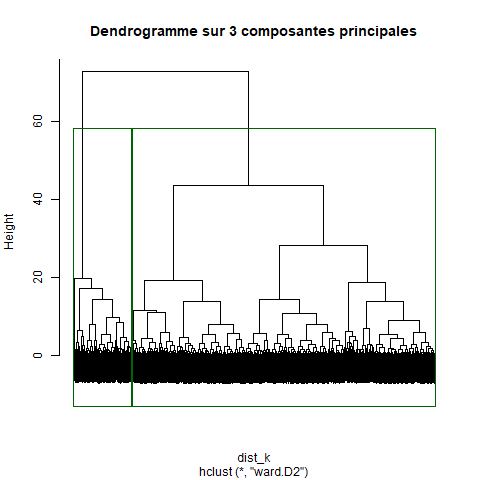 Dendrogramme sur 3 composantes principales
Height
60
40
20
0
dist_k
hclust (*, "ward.D2")